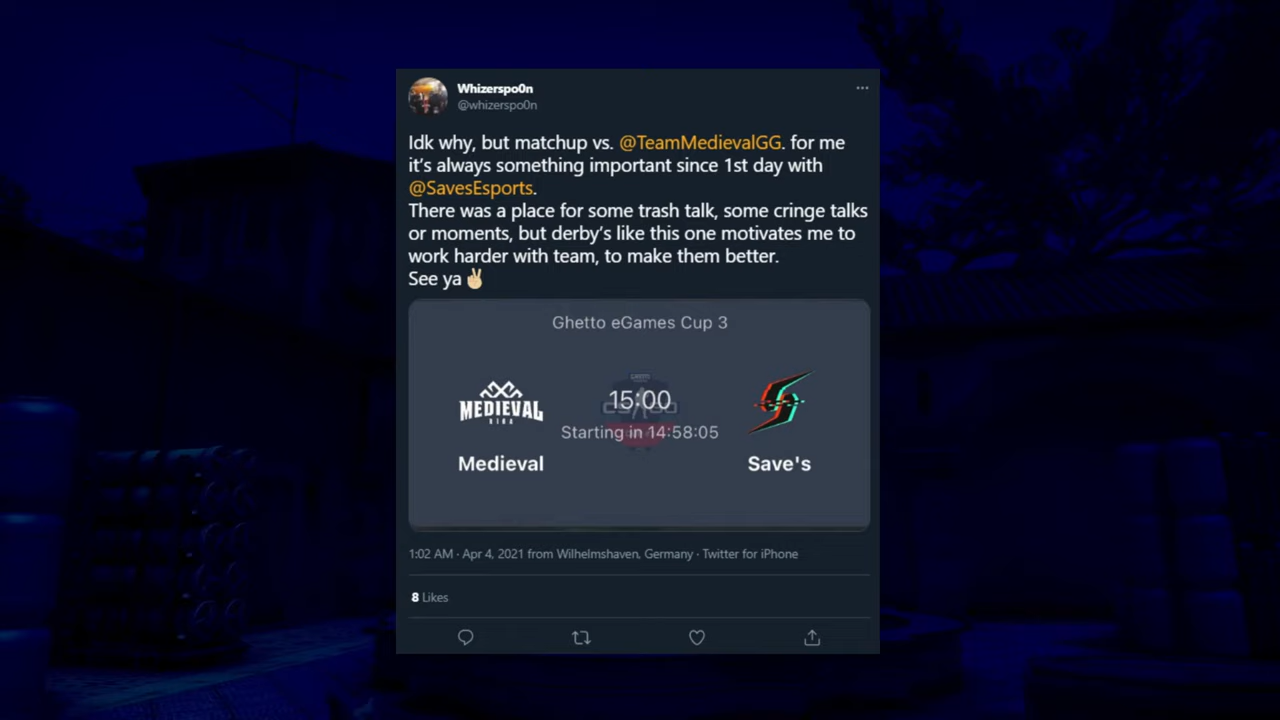 Whizerspo0n
@whizerspo0n
Idk why, but matchup vs. @TeamMedievalGG. for me
it's always something important since 1st day with
@SavesEsports.
There was a place for some trash talk, some cringe talks
or moments, but derby's like this one motivates me to
work harder with team, to make them better.
See ya✌🏼
Ghetto eGames Cup 3
MEDIEVAL
15:00
Starting in 14:58:05
Medieval
Save's
1:02 AM · Apr 4, 2021 from Wilhelmshaven, Germany · Twitter for iPhone
8 Likes